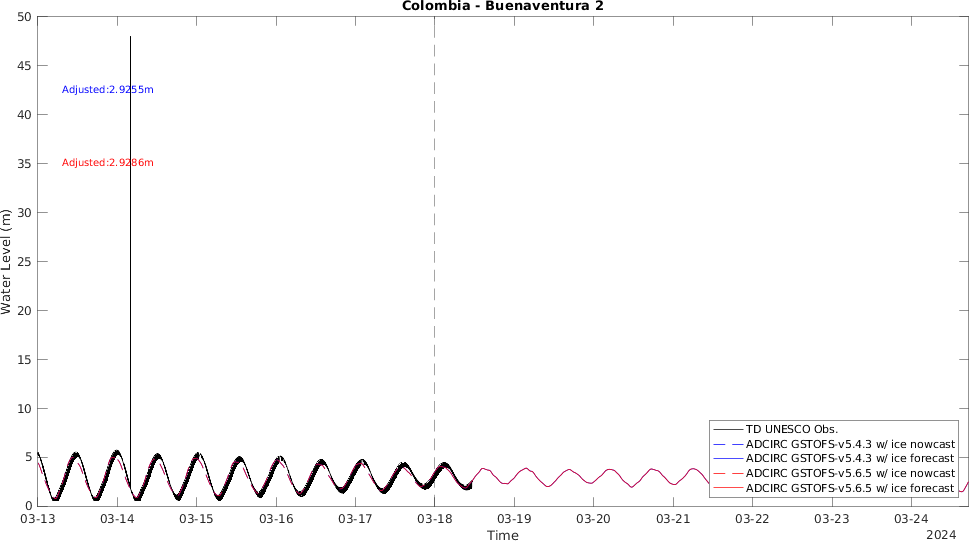 Colombia - Buenaventura 2
50
45
40
35
30
25
20
15
10
5
0
Water Level (m)
Adjusted:2.9255m
Adjusted:2.9286m
TD UNESCO Obs.
ADCIRC GSTOFS-v5.4.3 w/ ice nowcast
ADCIRC GSTOFS-v5.4.3 w/ ice forecast
ADCIRC GSTOFS-v5.6.5 w/ ice nowcast
ADCIRC GSTOFS-v5.6.5 w/ ice forecast
03-13 03-14 03-15 03-16 03-17 03-18 03-19 03-20 03-21 03-22 03-23 03-24
Time
2024